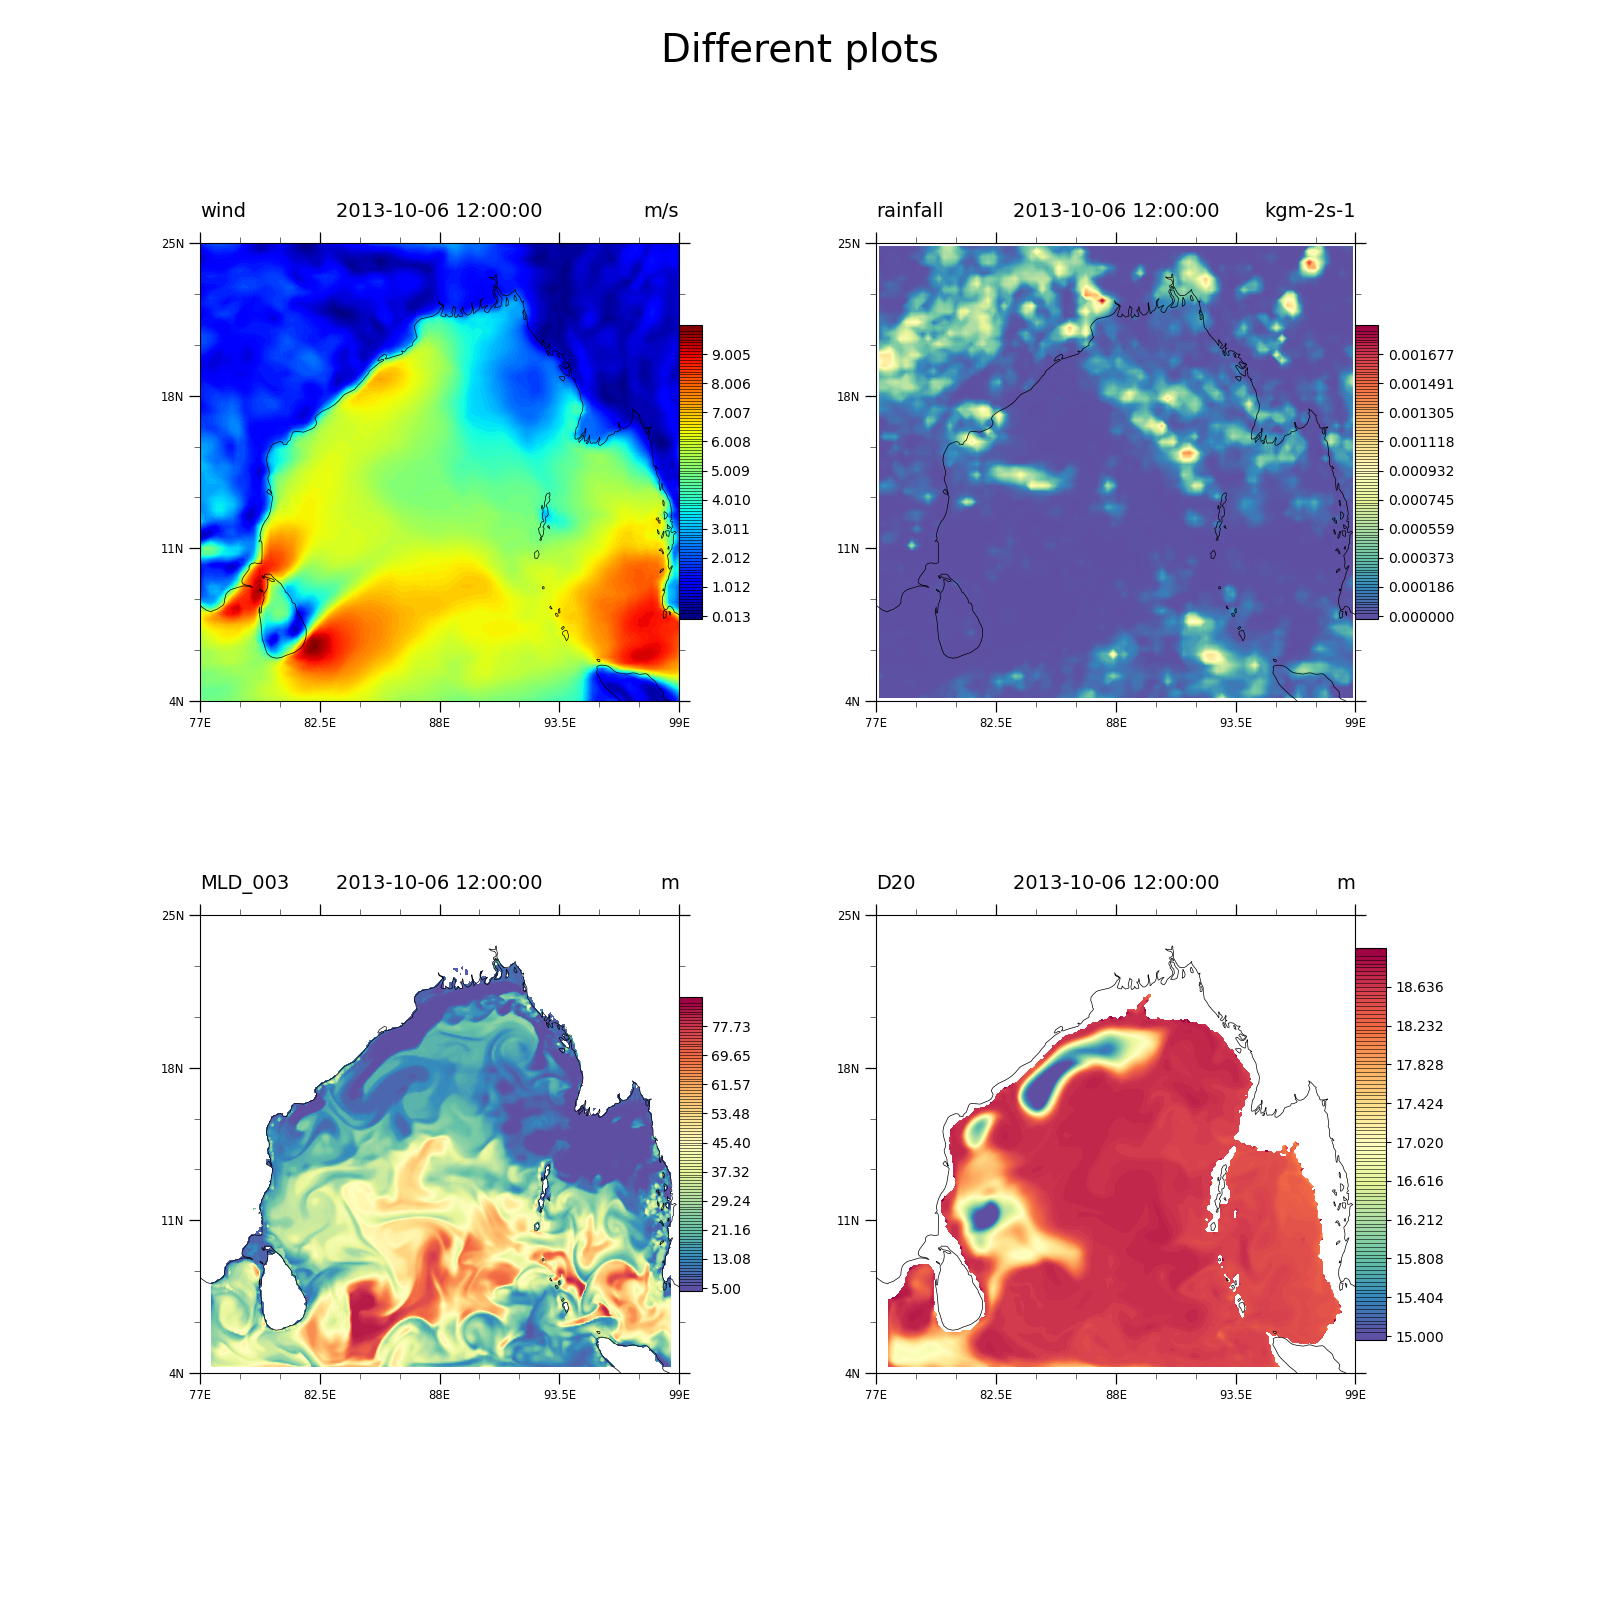 Different plots
wind 2013-10-06 12:00:00 m/s
25N
18N
11N
4N
77E 82.5E 88E 93.5E 99E
9.005
8.006
7.007
6.008
5.009
4.010
3.011
2.012
1.012
0.013
rainfall 2013-10-06 12:00:00 kgm-2s-1
25N
18N
11N
4N
77E 82.5E 88E 93.5E 99E
0.001677
0.001491
0.001305
0.001118
0.000932
0.000745
0.000559
0.000373
0.000186
0.000000
MLD_003 2013-10-06 12:00:00 m
25N
18N
11N
4N
77E 82.5E 88E 93.5E 99E
77.73
69.65
61.57
53.48
45.40
37.32
29.24
21.16
13.08
5.00
D20 2013-10-06 12:00:00 m
25N
18N
11N
4N
77E 82.5E 88E 93.5E 99E
18.636
18.232
17.828
17.424
17.020
16.616
16.212
15.808
15.404
15.000